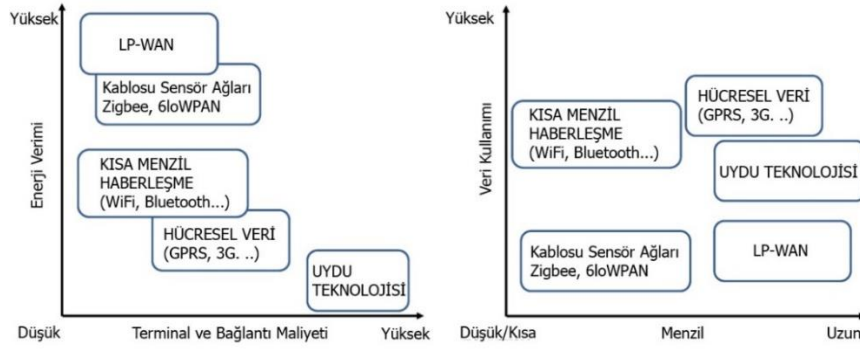 Yüksek
Enerji Verimi
LP-WAN
Kablosu Sensör Ağları
Zigbee, 6loWPAN
KISA MENZİL
HABERLEŞME
(WiFi, Bluetooth...)
HÜCRESEL VERİ
(GPRS, 3G. ..)
UYDU
TEKNOLOJİSİ
Düşük
Terminal ve Bağlantı Maliyeti
Yüksek
Yüksek
Veri Kullanımı
HÜCRESEL VERİ
(GPRS, 3G. ..)
KISA MENZİL
HABERLEŞME
(WiFi, Bluetooth...)
UYDU TEKNOLOJİSİ
Kablosu Sensör Ağları
Zigbee, 6loWPAN
LP-WAN
Düşük/Kısa
Menzil
Uzun